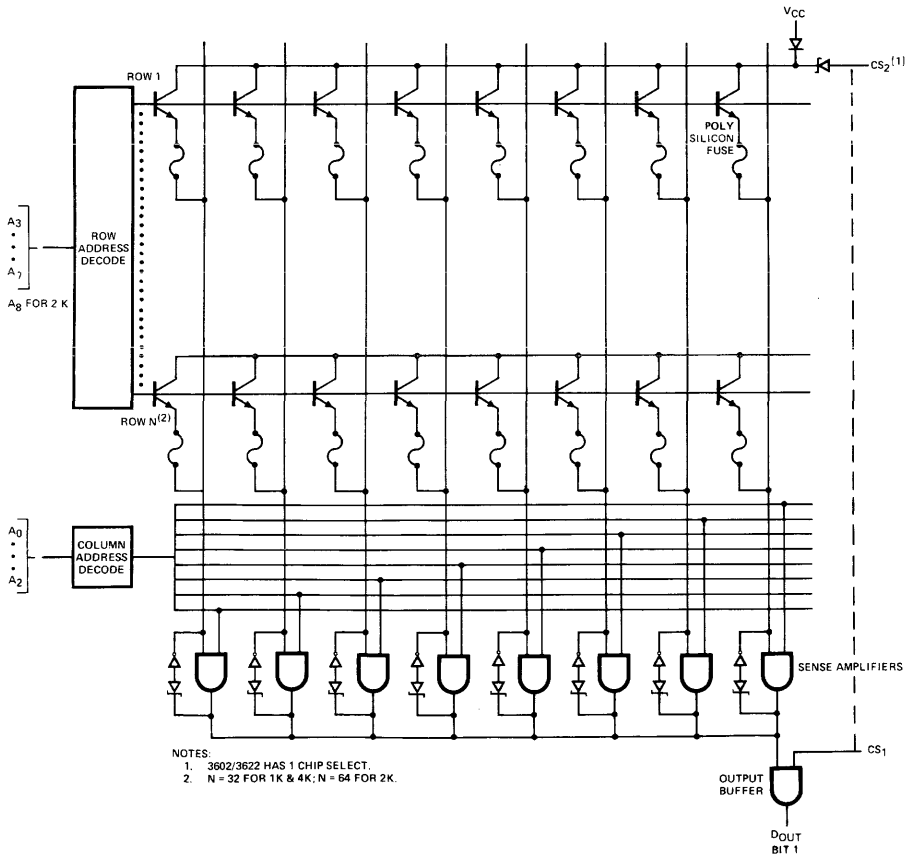 VCC
CS2(1)
ROW 1
POLY
SILICON
FUSE
A3
A7
A8 FOR 2 K
ROW
ADDRESS
DECODE
ROW N(2)
A0
A2
COLUMN
ADDRESS
DECODE
SENSE AMPLIFIERS
NOTES:
1. 3602/3622 HAS 1 CHIP SELECT.
2. N = 32 FOR 1K & 4K; N = 64 FOR 2K.
CS1
OUTPUT
BUFFER
DOUT
BIT 1